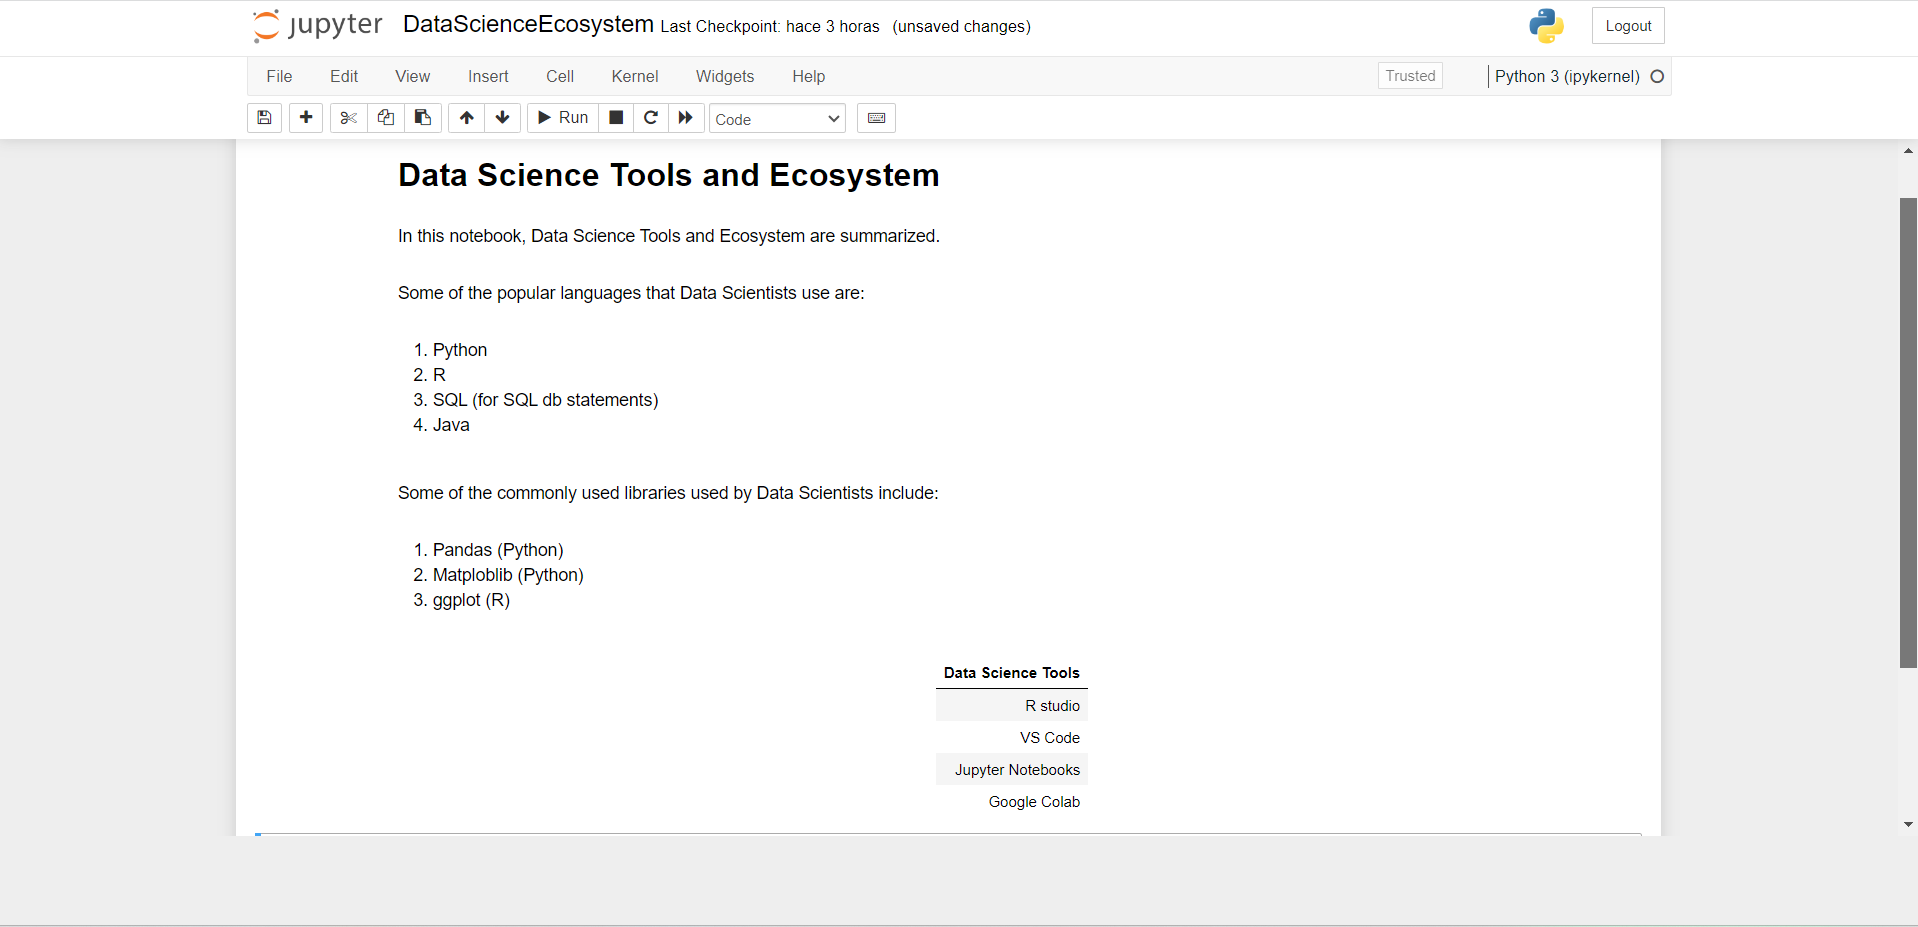 jupyter DataScienceEcosystem Last Checkpoint: hace 3 horas (unsaved changes) Logout
File Edit View Insert Cell Kernel Widgets Help Trusted Python 3 (ipykernel)
Run Code
Data Science Tools and Ecosystem
In this notebook, Data Science Tools and Ecosystem are summarized.
Some of the popular languages that Data Scientists use are:
1. Python
2. R
3. SQL (for SQL db statements)
4. Java
Some of the commonly used libraries used by Data Scientists include:
1. Pandas (Python)
2. Matploblib (Python)
3. ggplot (R)
Data Science Tools
R studio
VS Code
Jupyter Notebooks
Google Colab